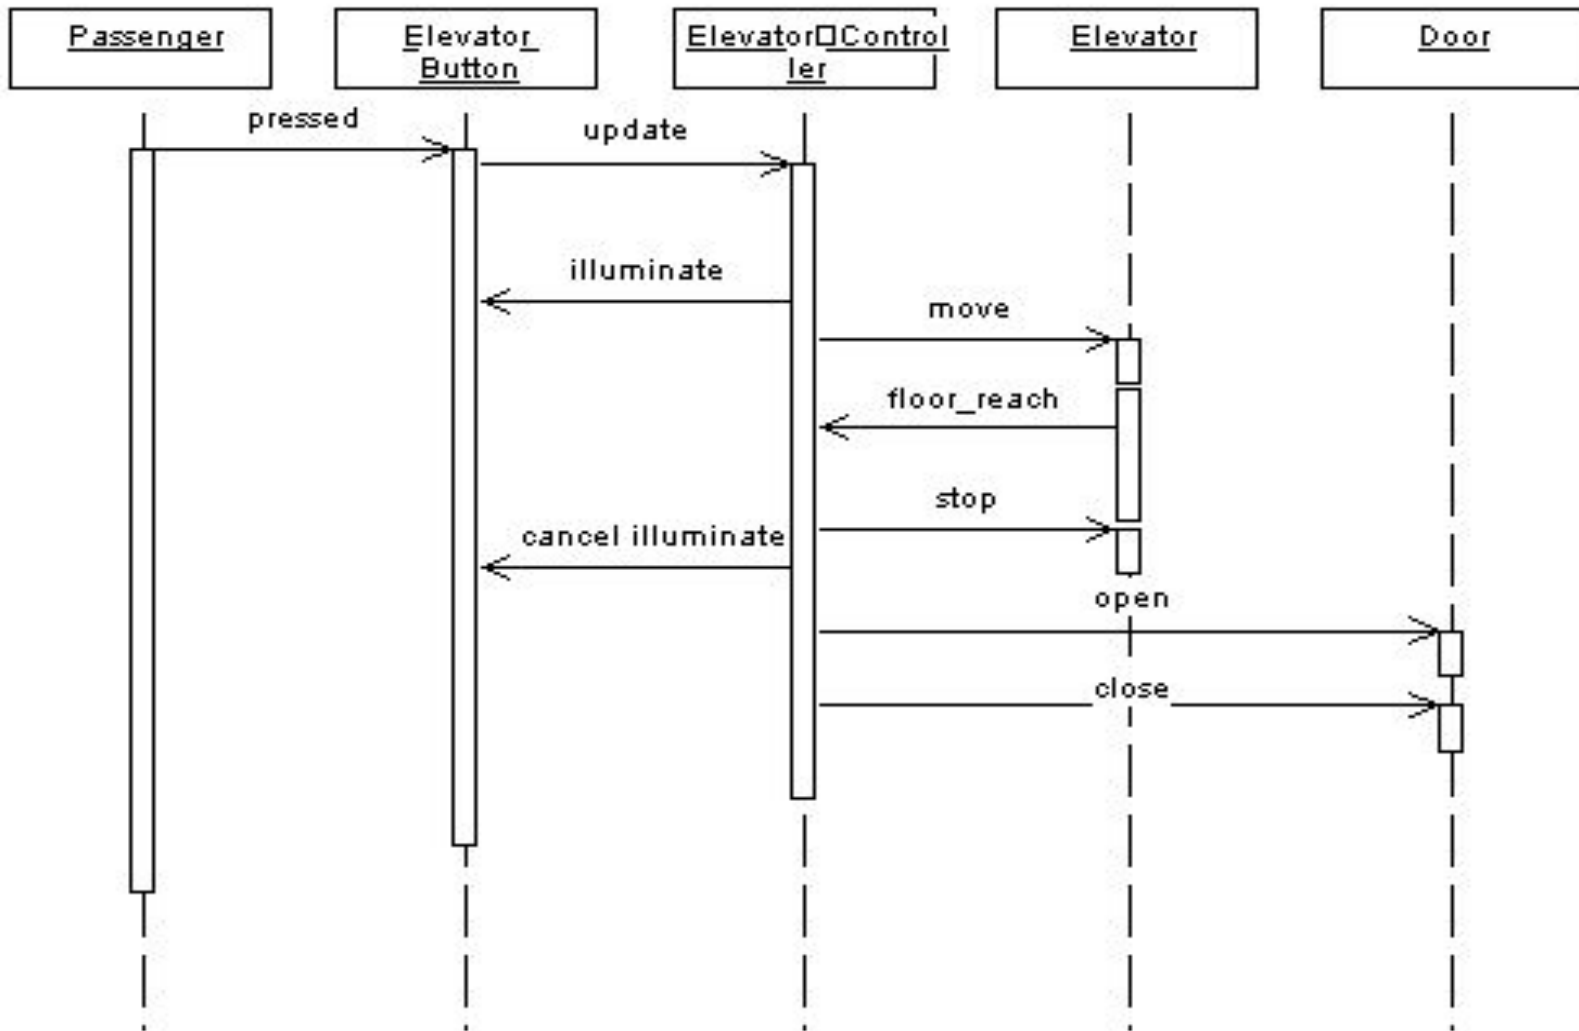 Passenger
Elevator
Button
Elevator□Control
ler
Elevator
Door
pressed
update
illuminate
move
floor_reach
stop
cancel illuminate
open
close